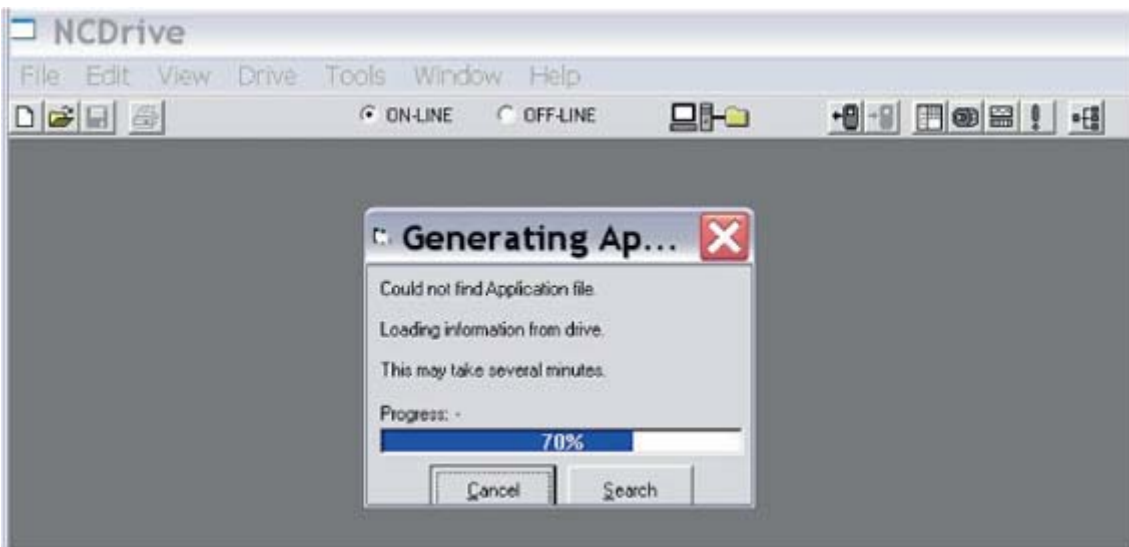 NCDrive
File Edit View Drive Tools Window Help
ON-LINE OFF-LINE
Generating Ap...
Could not find Application file.
Loading information from drive.
This may take several minutes.
Progress: -
70%
Cancel Search